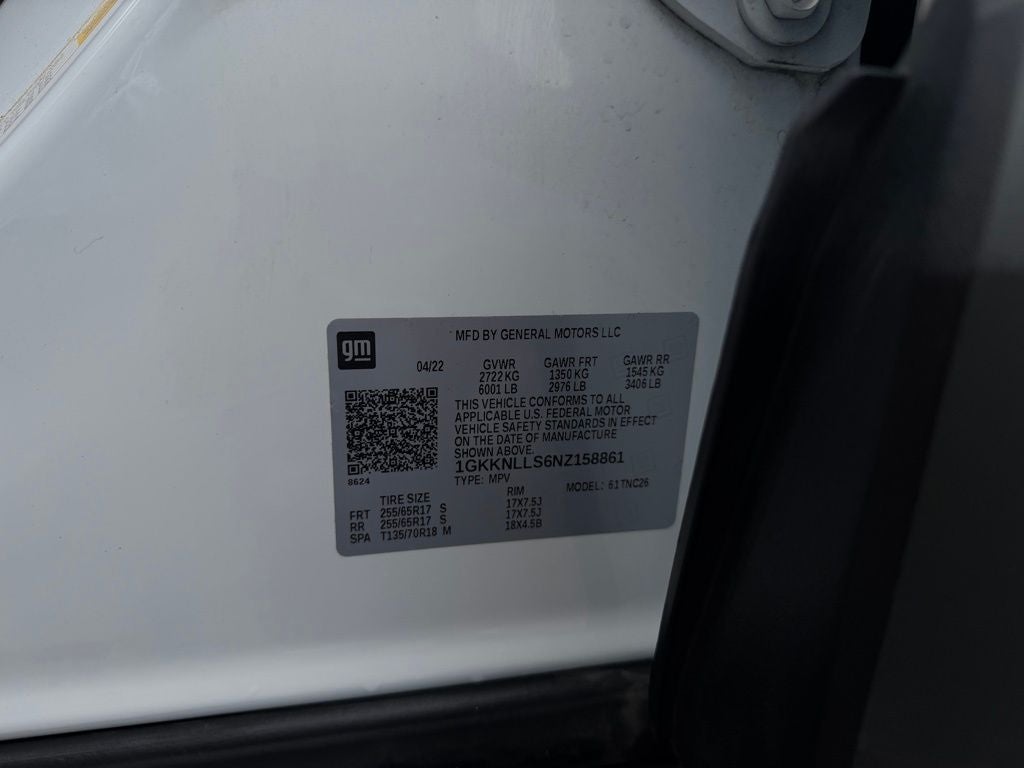 gm
MFD BY GENERAL MOTORS LLC
04/22 GVWR GAWR FRT GAWR RR
2722 KG 1350 KG 1545 KG
6001 LB 2976 LB 3406 LB
THIS VEHICLE CONFORMS TO ALL
APPLICABLE U.S. FEDERAL MOTOR
VEHICLE SAFETY STANDARDS IN EFFECT
ON THE DATE OF MANUFACTURE
SHOWN ABOVE.
1GKKNLLS6NZ158861
8624
TYPE: MPV MODEL: 61TNC26
TIRE SIZE RIM
FRT 255/65R17 S 17X7.5J
RR 255/65R17 S 17X7.5J
SPA T135/70R18 M 18X4.5B